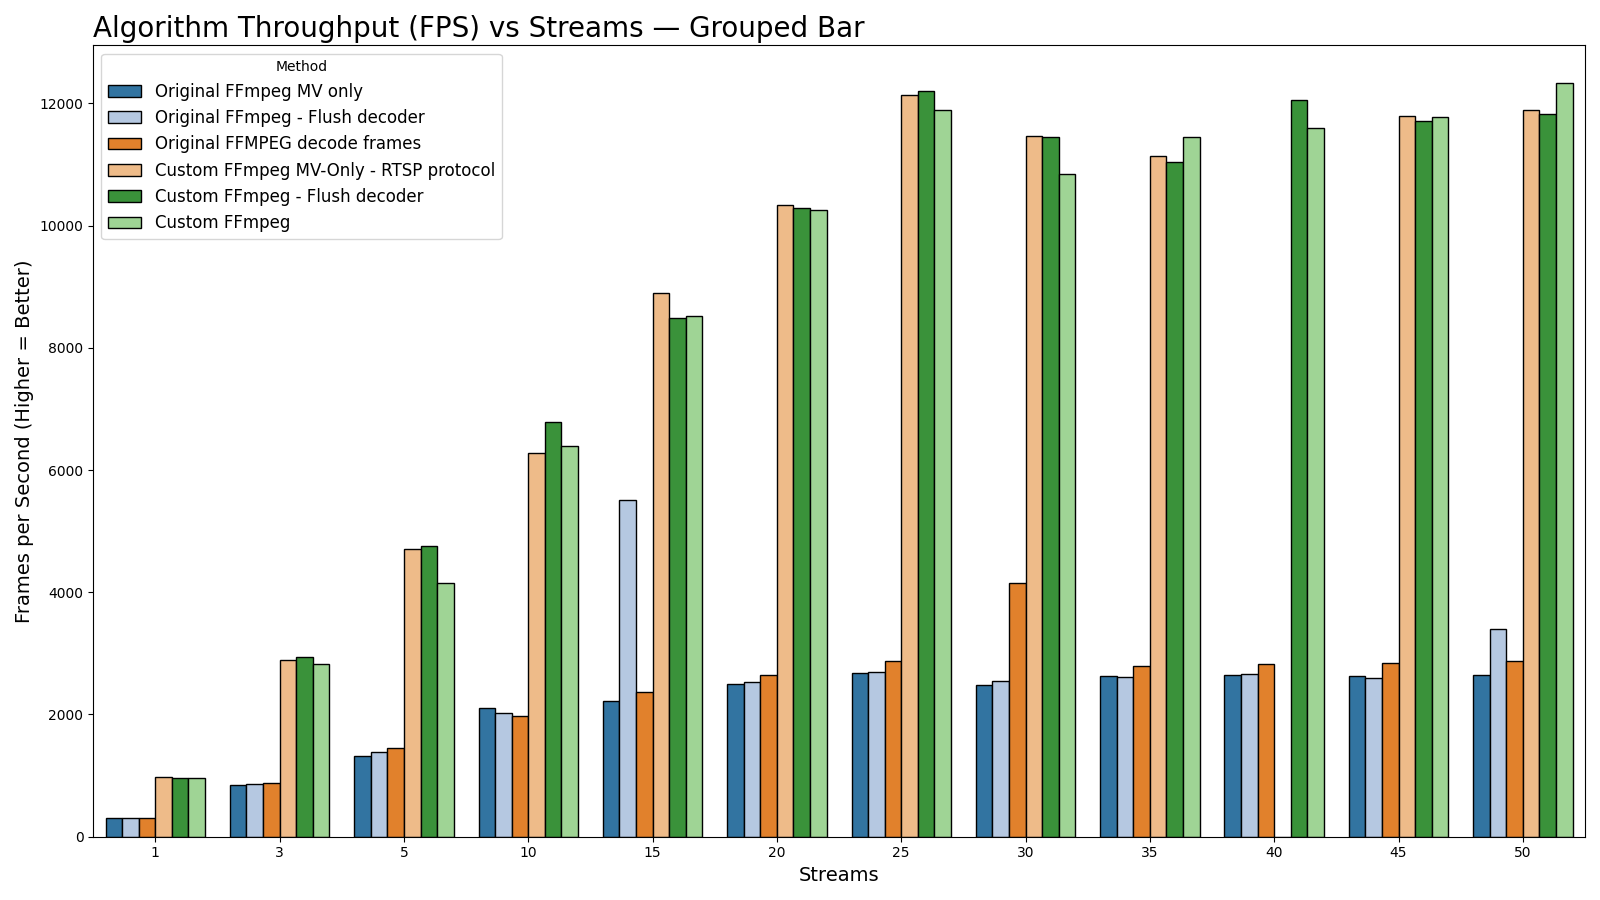 Algorithm Throughput (FPS) vs Streams — Grouped Bar
Method
Original FFmpeg MV only
Original FFmpeg - Flush decoder
Original FFMPEG decode frames
Custom FFmpeg MV-Only - RTSP protocol
Custom FFmpeg - Flush decoder
Custom FFmpeg
Frames per Second (Higher = Better)
12000
10000
8000
6000
4000
2000
0
1 3 5 10 15 20 25 30 35 40 45 50
Streams